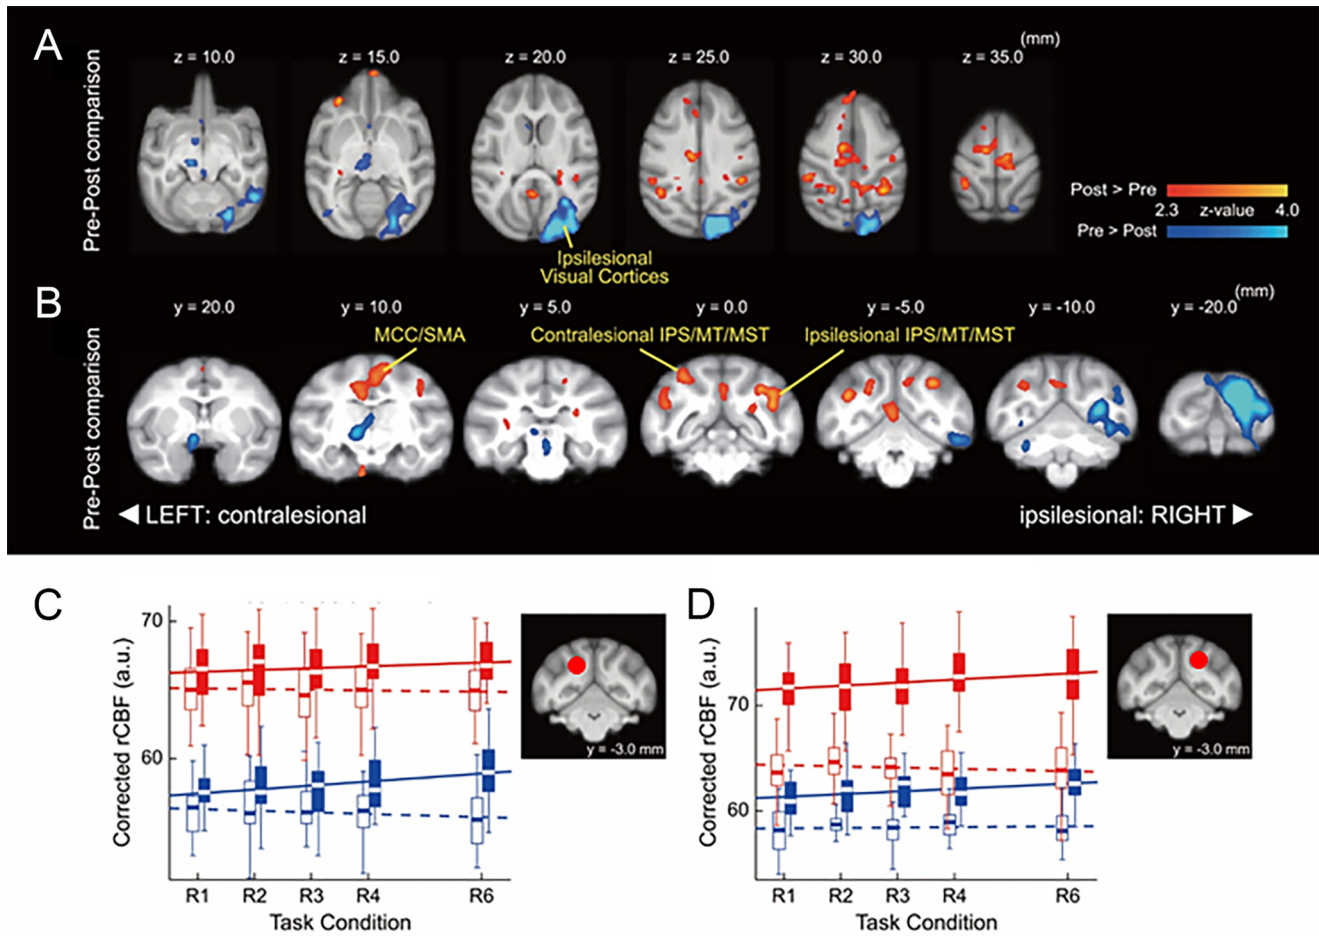 A
Pre-Post comparison
z = 10.0
z = 15.0
z = 20.0
z = 25.0
z = 30.0
z = 35.0
(mm)
Post > Pre
2.3 z-value 4.0
Pre > Post
Ipsilesional
Visual Cortices
B
Pre-Post comparison
y = 20.0
y = 10.0
y = 5.0
y = 0.0
y = -5.0
y = -10.0
y = -20.0
(mm)
MCC/SMA
Contralesional IPS/MT/MST
Ipsilesional IPS/MT/MST
◀ LEFT: contralesional
ipsilesional: RIGHT ▶
C
Corrected rCBF (a.u.)
70
60
R1 R2 R3 R4 R6
Task Condition
y = -3.0 mm
D
Corrected rCBF (a.u.)
70
60
R1 R2 R3 R4 R6
Task Condition
y = -3.0 mm